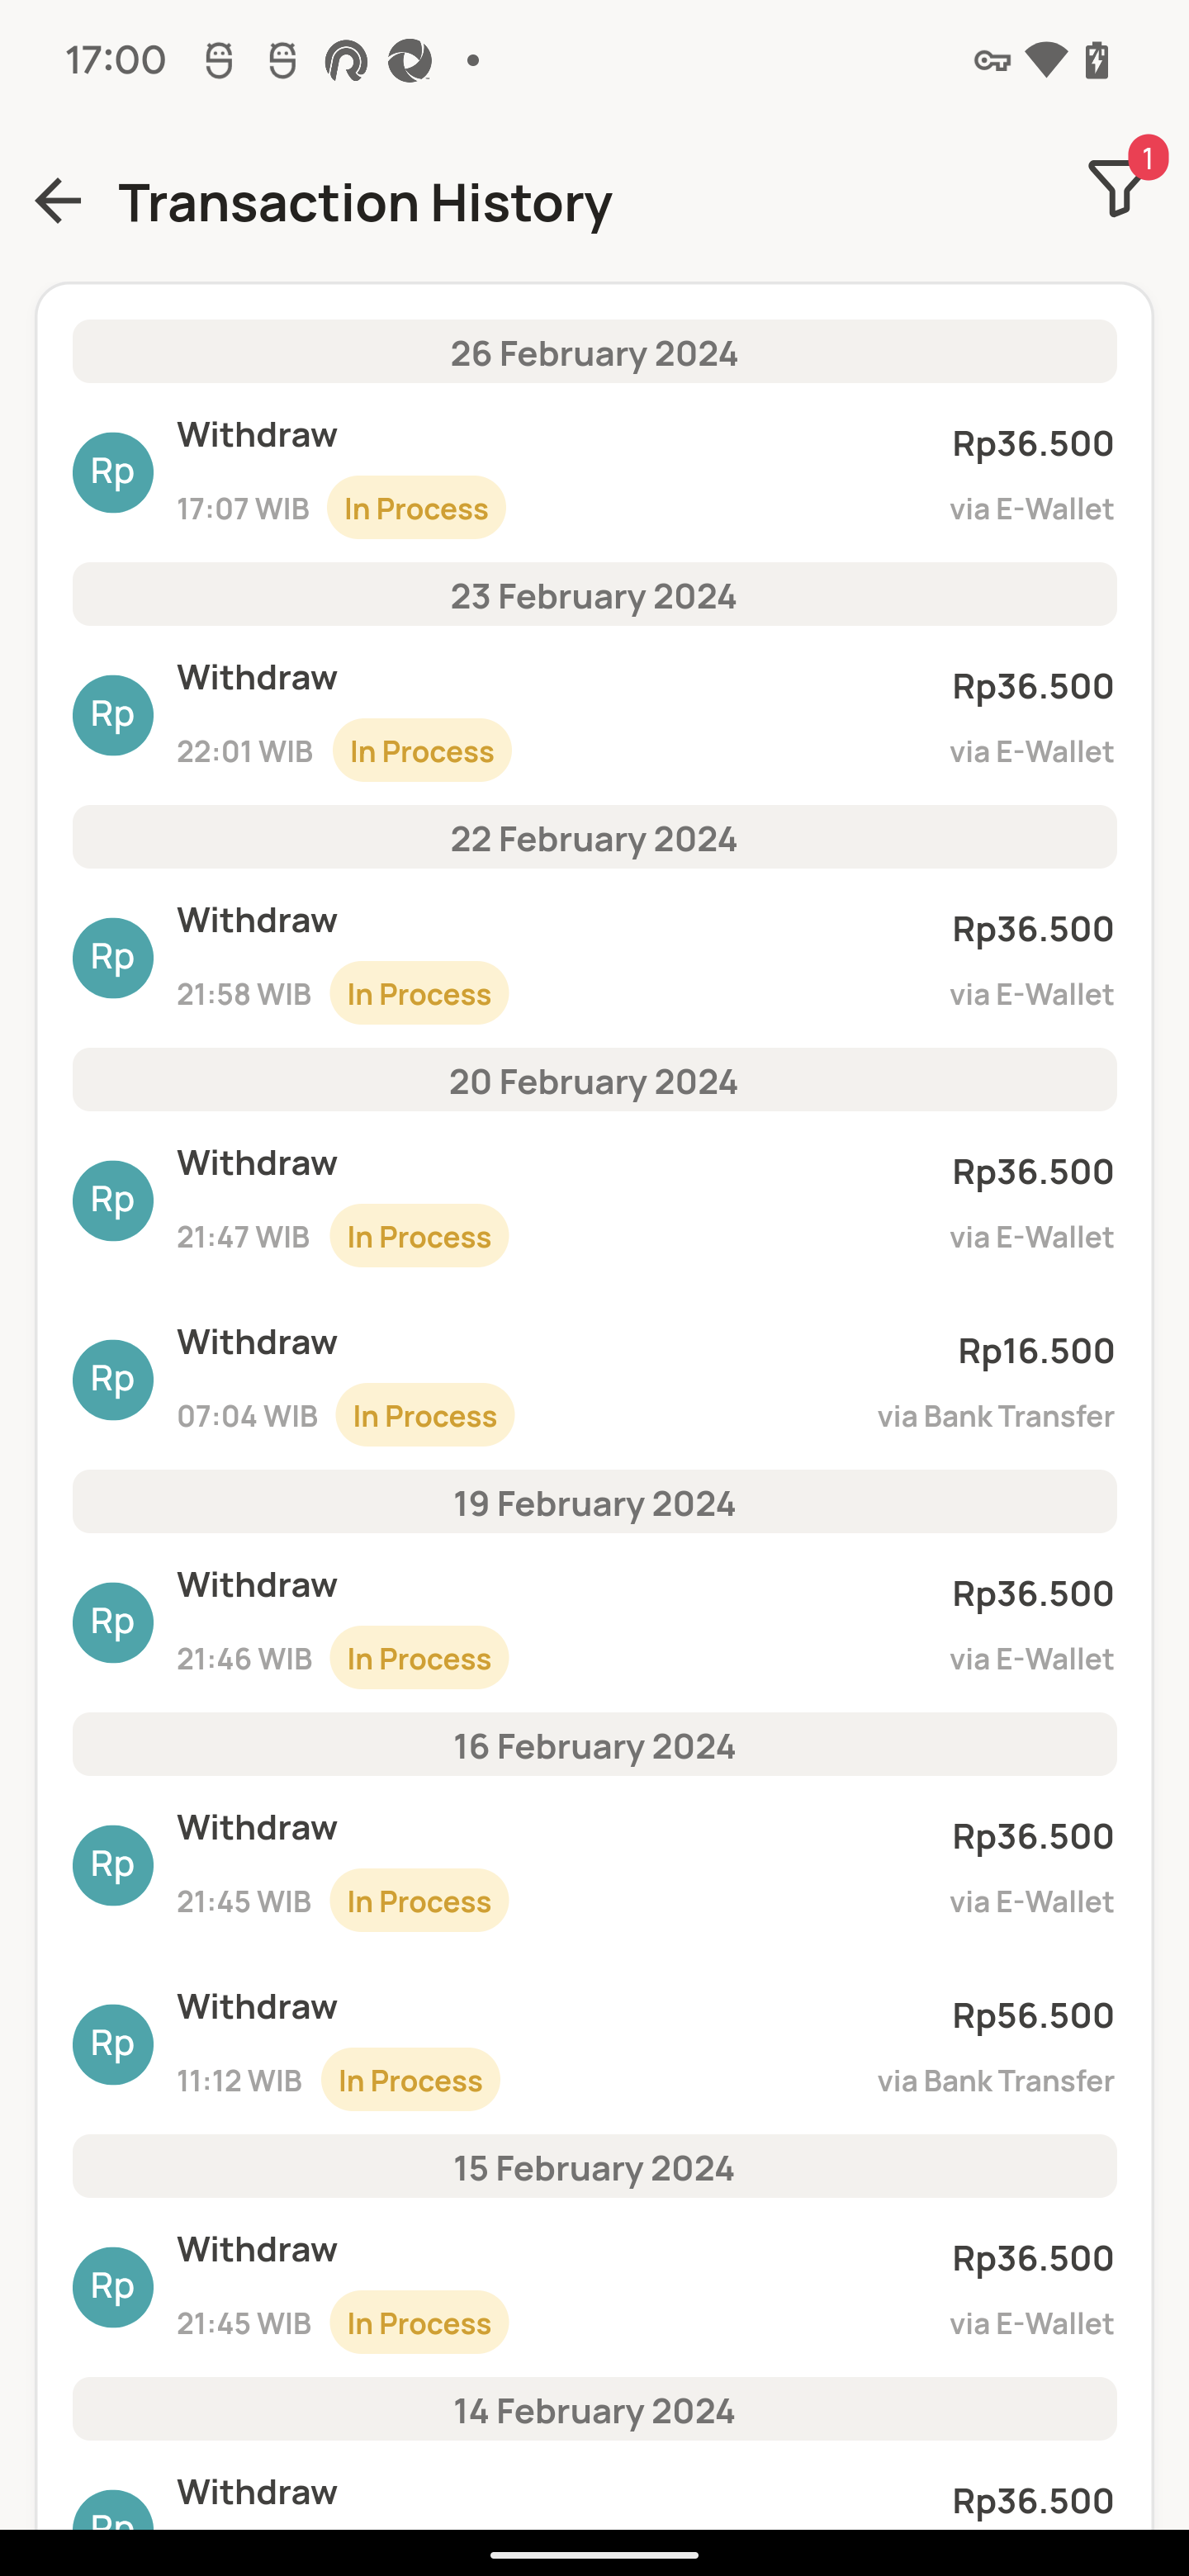 17:00
1
Transaction History
26 February 2024
Rp
Withdraw
Rp36.500
17:07 WIB
In Process
via E-Wallet
23 February 2024
Rp
Withdraw
Rp36.500
22:01 WIB
In Process
via E-Wallet
22 February 2024
Rp
Withdraw
Rp36.500
21:58 WIB
In Process
via E-Wallet
20 February 2024
Rp
Withdraw
Rp36.500
21:47 WIB
In Process
via E-Wallet
Rp
Withdraw
Rp16.500
07:04 WIB
In Process
via Bank Transfer
19 February 2024
Rp
Withdraw
Rp36.500
21:46 WIB
In Process
via E-Wallet
16 February 2024
Rp
Withdraw
Rp36.500
21:45 WIB
In Process
via E-Wallet
Rp
Withdraw
Rp56.500
11:12 WIB
In Process
via Bank Transfer
15 February 2024
Rp
Withdraw
Rp36.500
21:45 WIB
In Process
via E-Wallet
14 February 2024
Rp
Withdraw
Rp36.500